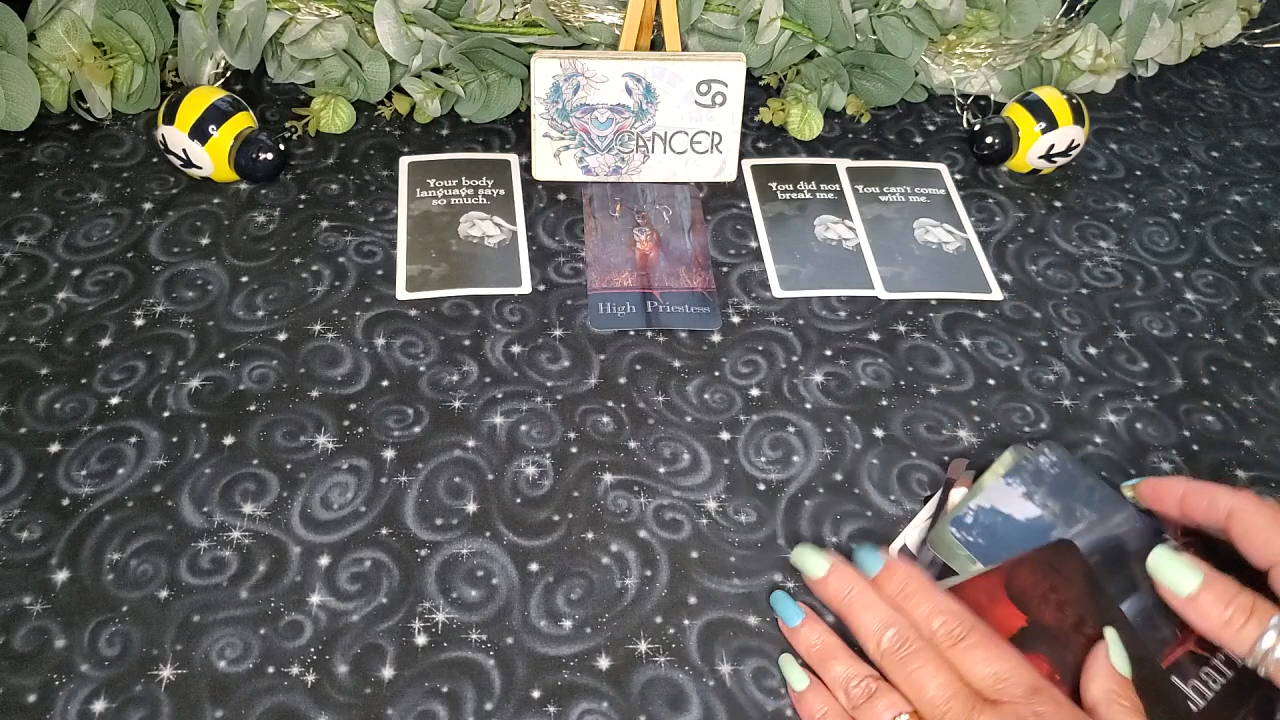 CANCER
Your body
language says
so much.
You did not
break me.
You can't come
with me.
High Priestess